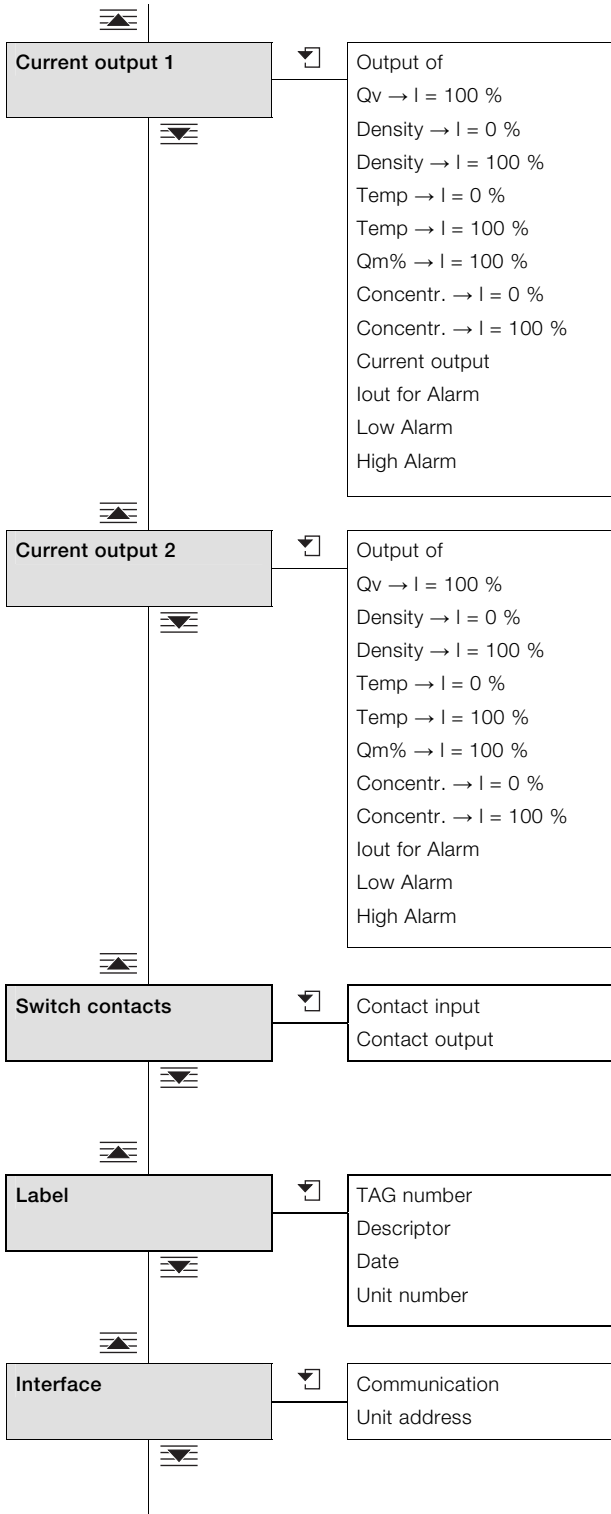 Current output 1
Output of
Qv → I = 100 %
Density → I = 0 %
Density → I = 100 %
Temp → I = 0 %
Temp → I = 100 %
Qm% → I = 100 %
Concentr. → I = 0 %
Concentr. → I = 100 %
Current output
Iout for Alarm
Low Alarm
High Alarm
Current output 2
Output of
Qv → I = 100 %
Density → I = 0 %
Density → I = 100 %
Temp → I = 0 %
Temp → I = 100 %
Qm% → I = 100 %
Concentr. → I = 0 %
Concentr. → I = 100 %
Iout for Alarm
Low Alarm
High Alarm
Switch contacts
Contact input
Contact output
Label
TAG number
Descriptor
Date
Unit number
Interface
Communication
Unit address